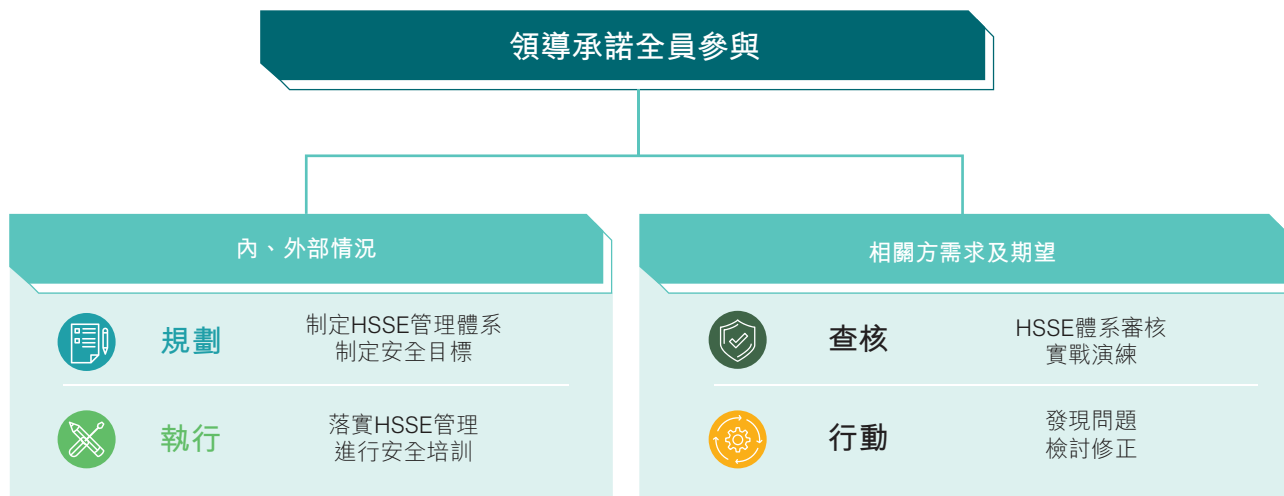 領導承諾全員參與
內、外部情況
規劃
制定HSSE管理體系
制定安全目標
執行
落實HSSE管理
進行安全培訓
相關方需求及期望
查核
HSSE體系審核
實戰演練
行動
發現問題
檢討修正